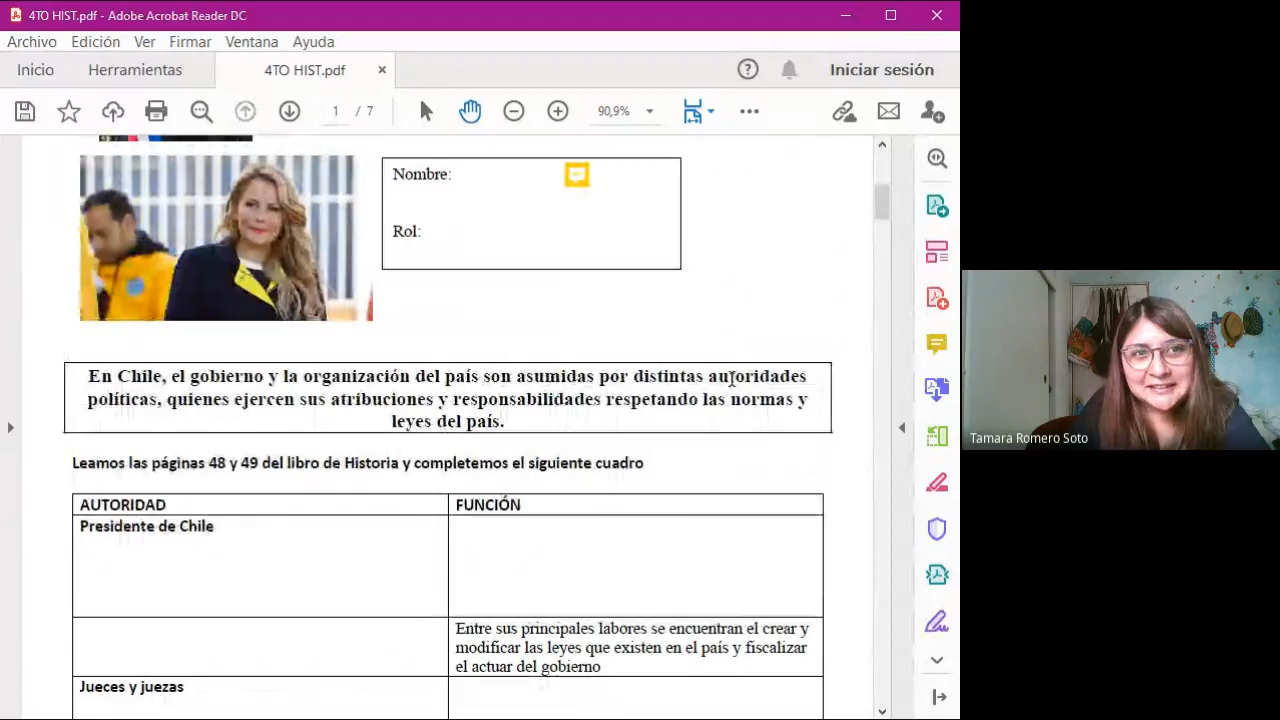 4TO HIST.pdf - Adobe Acrobat Reader DC
Archivo Edición Ver Firmar Ventana Ayuda
Inicio Herramientas 4TO HIST.pdf Iniciar sesión
1 / 7 90,9%
Nombre:
Rol:
En Chile, el gobierno y la organización del país son asumidas por distintas autoridades
políticas, quienes ejercen sus atribuciones y responsabilidades respetando las normas y
leyes del país.
Leamos las páginas 48 y 49 del libro de Historia y completemos el siguiente cuadro
AUTORIDAD FUNCIÓN
Presidente de Chile
Entre sus principales labores se encuentran el crear y
modificar las leyes que existen en el país y fiscalizar
el actuar del gobierno
Jueces y juezas
Tamara Romero Soto